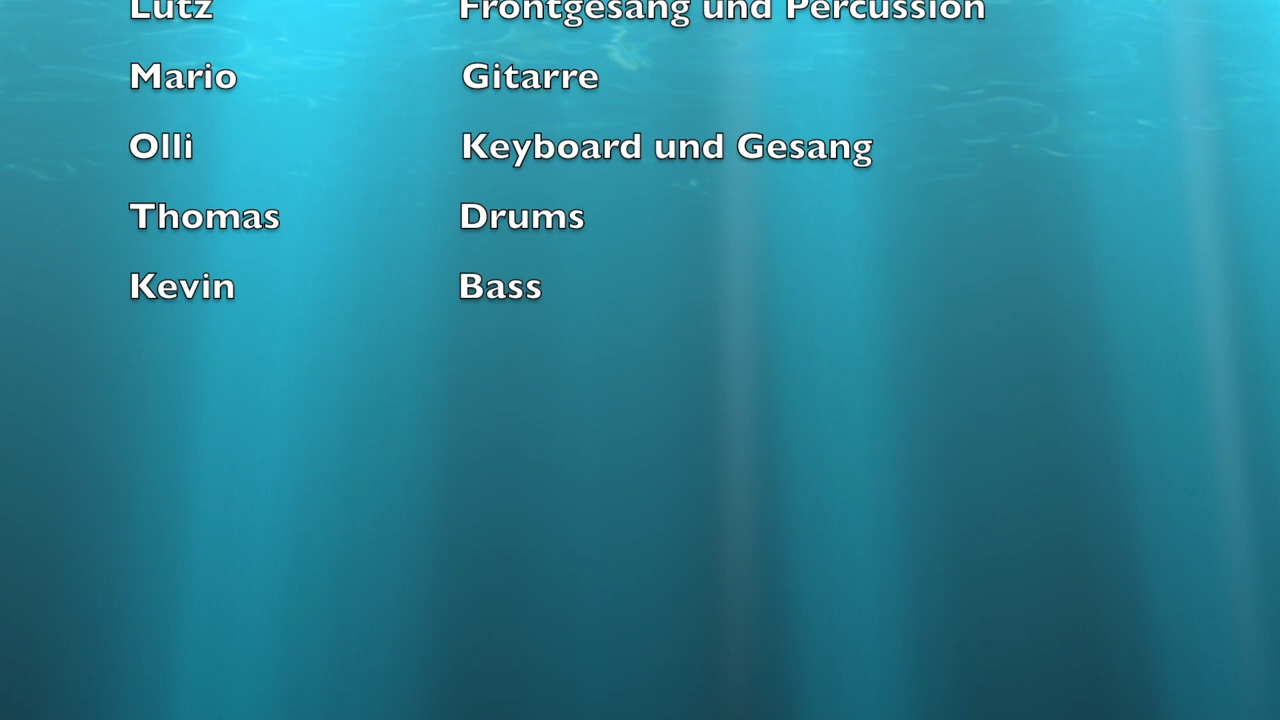 Lutz Frontgesang und Percussion
Mario Gitarre
Olli Keyboard und Gesang
Thomas Drums
Kevin Bass